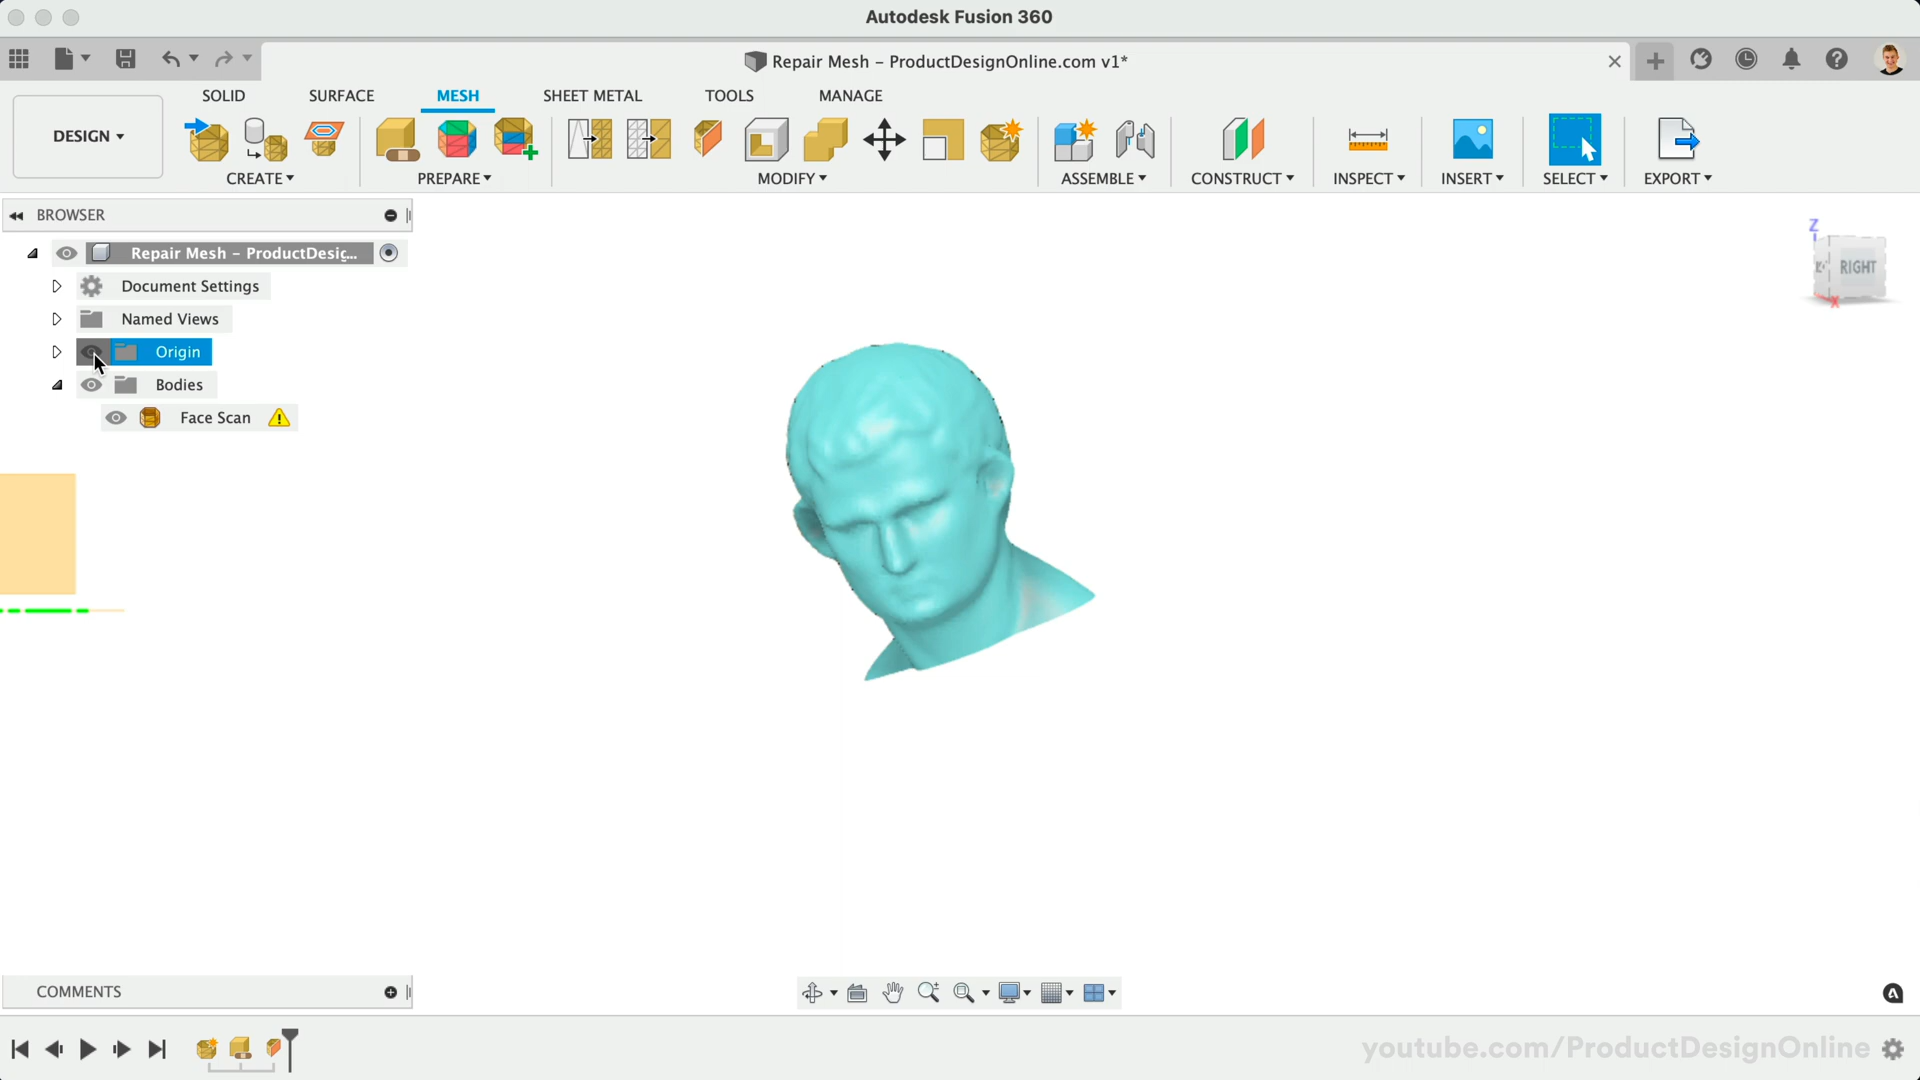 Autodesk Fusion 360
Repair Mesh – ProductDesignOnline.com v1*
SOLID SURFACE MESH SHEET METAL TOOLS MANAGE
DESIGN
CREATE PREPARE MODIFY ASSEMBLE CONSTRUCT INSPECT INSERT SELECT EXPORT
BROWSER
Repair Mesh – ProductDesig...
Document Settings
Named Views
Origin
Bodies
Face Scan
Z
RIGHT
X
COMMENTS
youtube.com/ProductDesignOnline